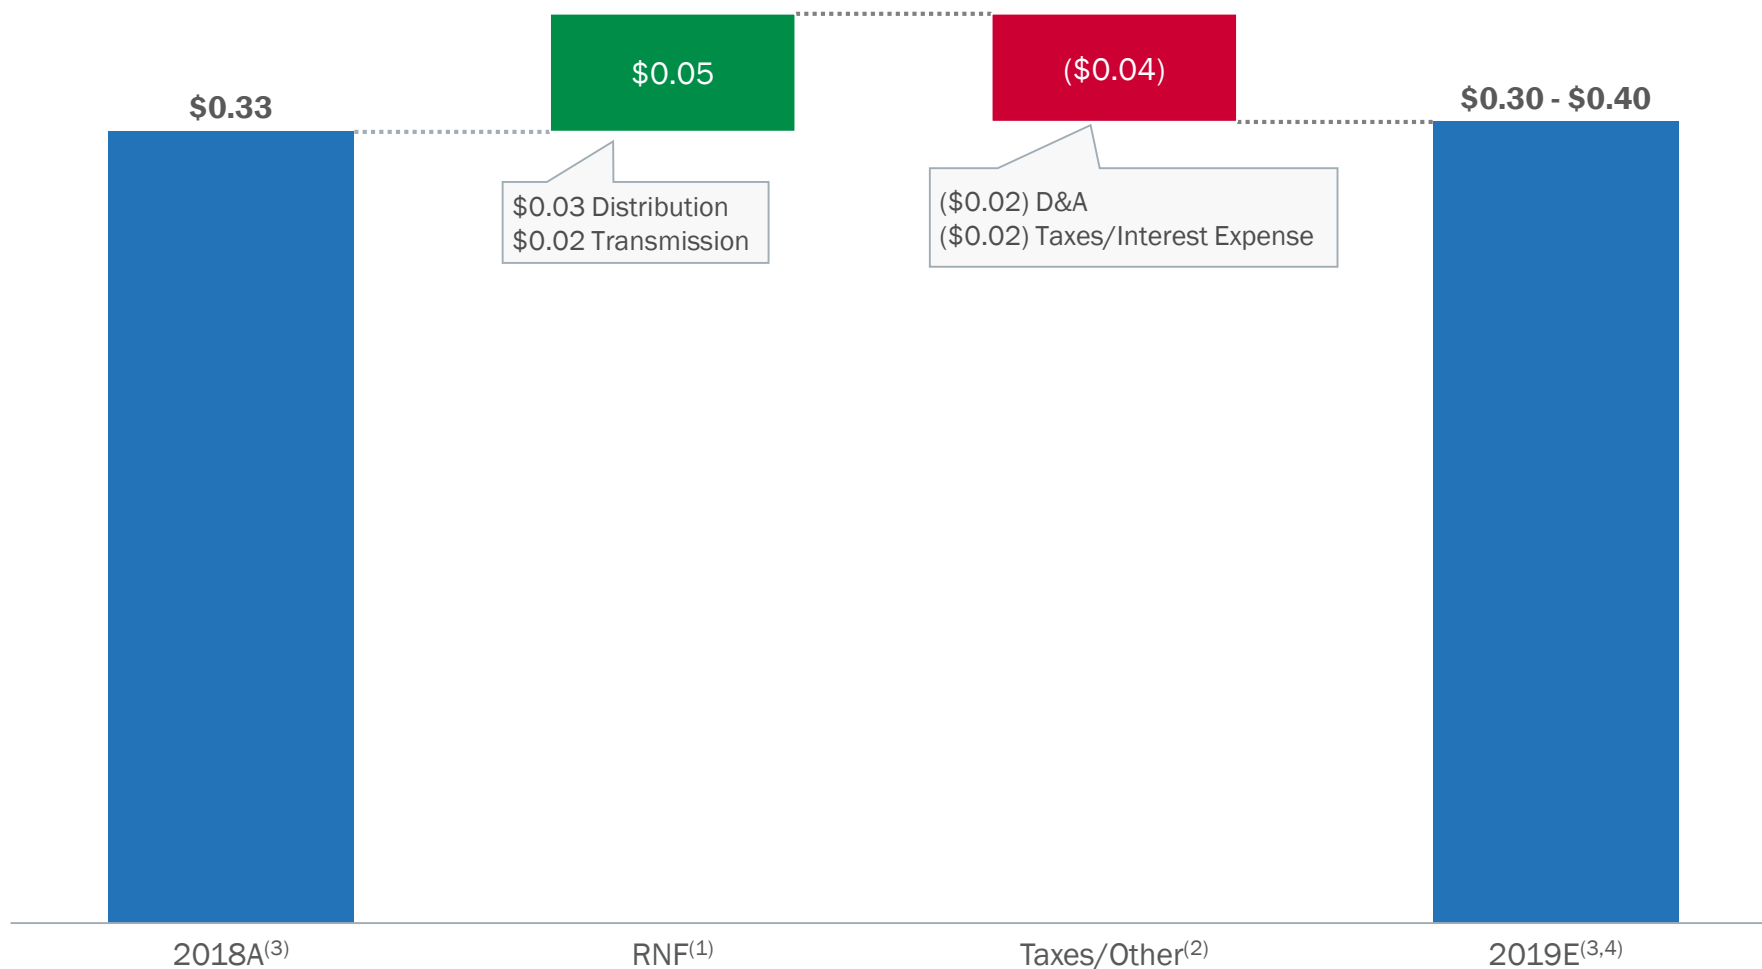 $0.33
$0.05
($0.04)
$0.30 - $0.40
$0.03 Distribution
$0.02 Transmission
($0.02) D&A
($0.02) Taxes/Interest Expense
2018A(3)
RNF(1)
Taxes/Other(2)
2019E(3,4)